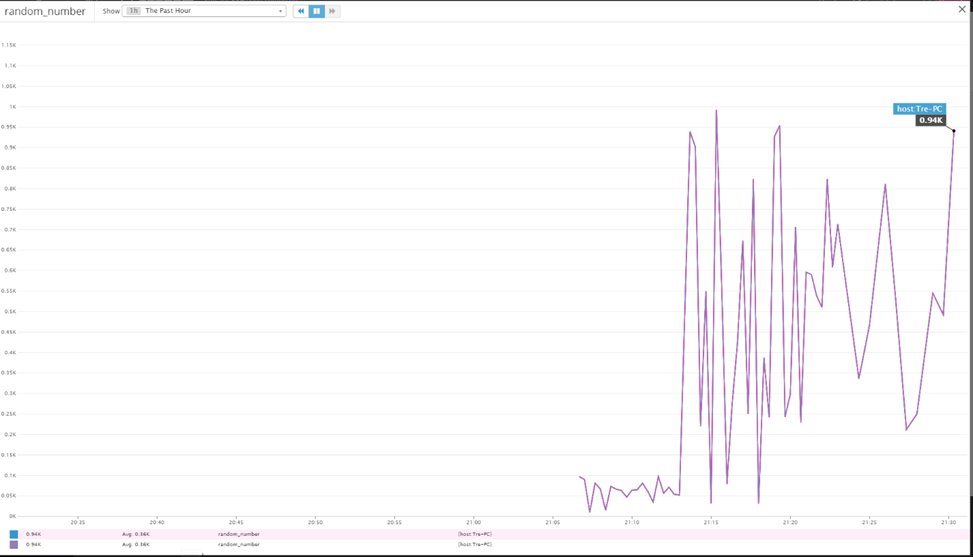 random_number Show 1h The Past Hour
1.15K
1.1K
1.05K
1K
host:Tre-PC
0.94K
0.95K
0.9K
0.85K
0.8K
0.75K
0.7K
0.65K
0.6K
0.55K
0.5K
0.45K
0.4K
0.35K
0.3K
0.25K
0.2K
0.15K
0.1K
0.05K
0K
20:35 20:40 20:45 20:50 20:55 21:00 21:05 21:10 21:15 21:20 21:25 21:30
0.94K Avg: 0.36K random_number {host:Tre-PC}
0.94K Avg: 0.36K random_number {host:Tre-PC}